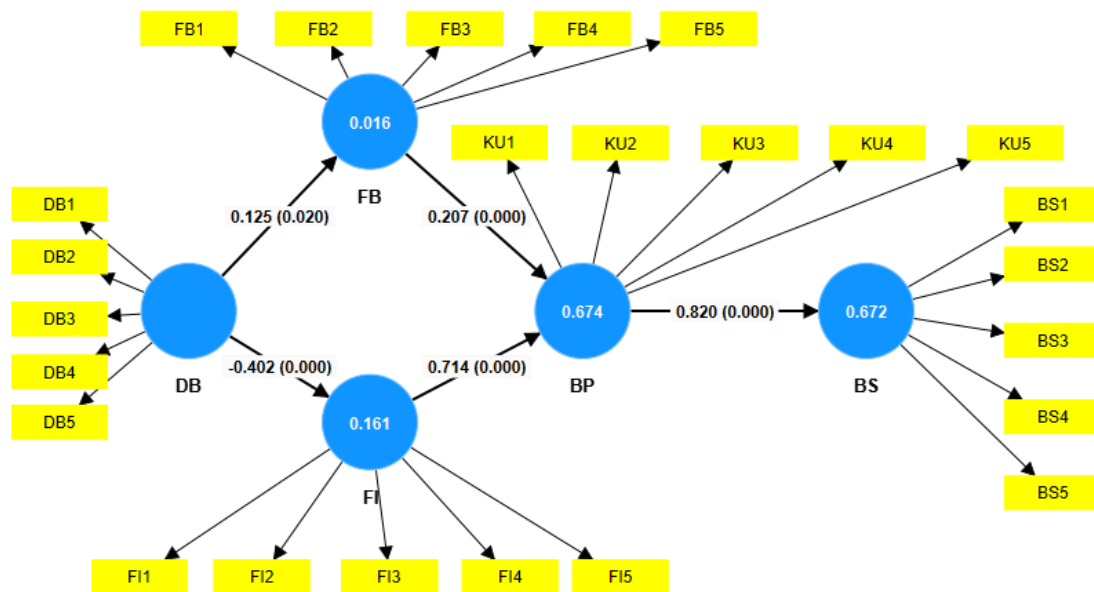 FB1
FB2
FB3
FB4
FB5
0.016
FB
KU1
KU2
KU3
KU4
KU5
DB1
DB2
DB3
DB4
DB5
DB
0.125 (0.020)
0.207 (0.000)
-0.402 (0.000)
0.714 (0.000)
0.674
BP
0.820 (0.000)
0.672
BS
BS1
BS2
BS3
BS4
BS5
0.161
FI
FI1
FI2
FI3
FI4
FI5